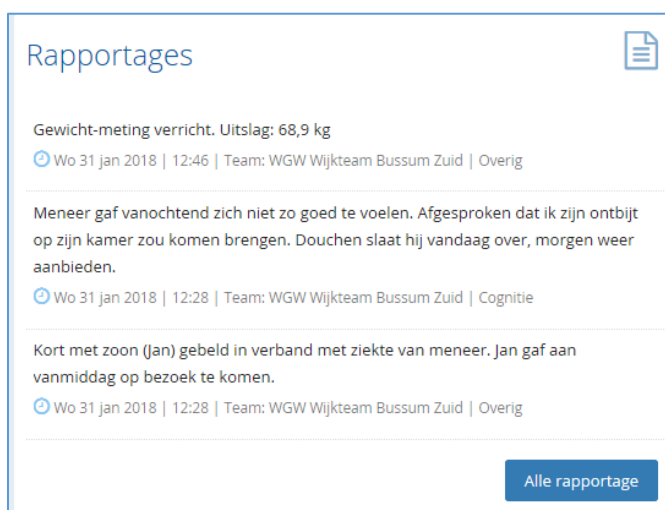 Rapportages
Gewicht-meting verricht. Uitslag: 68,9 kg
Wo 31 jan 2018 | 12:46 | Team: WGW Wijkteam Bussum Zuid | Overig
Meneer gaf vanochtend zich niet zo goed te voelen. Afgesproken dat ik zijn ontbijt
op zijn kamer zou komen brengen. Douchen slaat hij vandaag over, morgen weer
aanbieden.
Wo 31 jan 2018 | 12:28 | Team: WGW Wijkteam Bussum Zuid | Cognitie
Kort met zoon (Jan) gebeld in verband met ziekte van meneer. Jan gaf aan
vanmiddag op bezoek te komen.
Wo 31 jan 2018 | 12:28 | Team: WGW Wijkteam Bussum Zuid | Overig
Alle rapportage